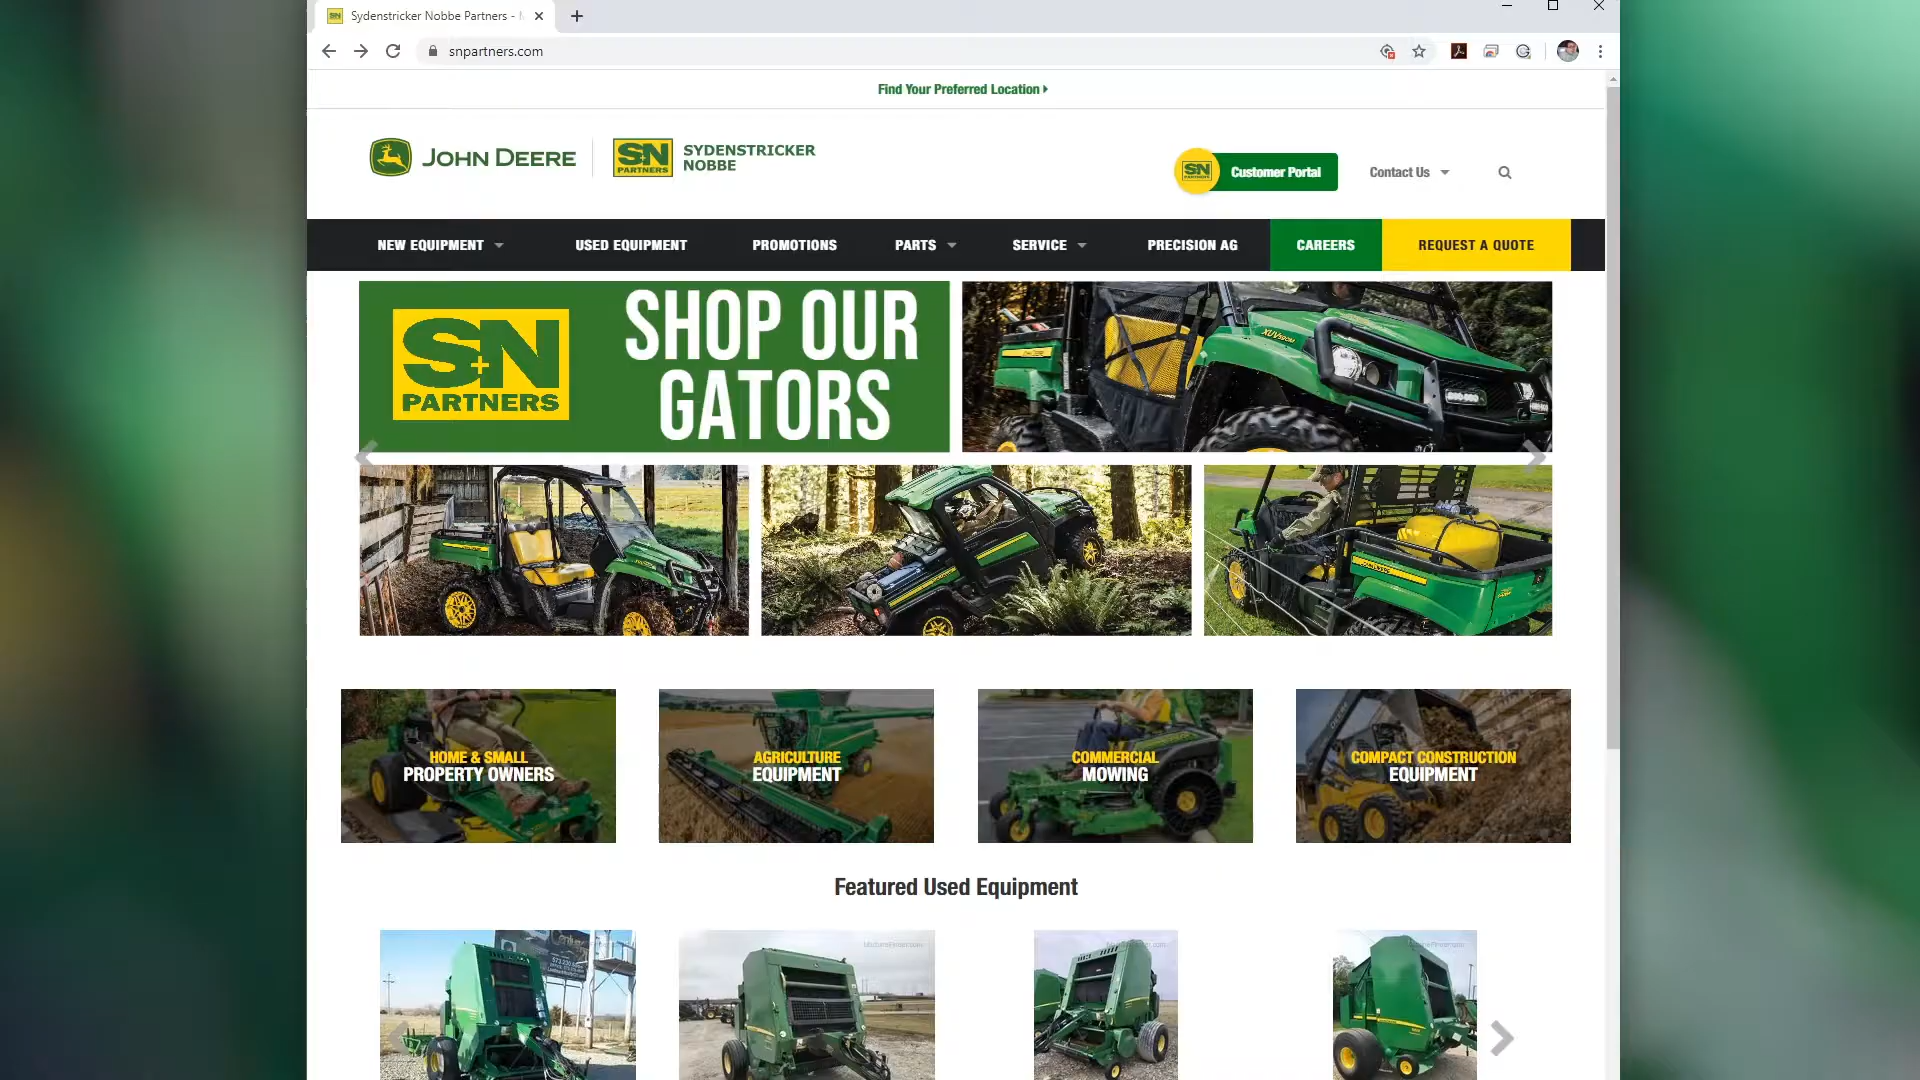 Sydenstricker Nobbe Partners -
snpartners.com
Find Your Preferred Location
JOHN DEERE
S+N
PARTNERS
SYDENSTRICKER
NOBBE
SN
PARTNERS
Customer Portal
Contact Us
NEW EQUIPMENT
USED EQUIPMENT
PROMOTIONS
PARTS
SERVICE
PRECISION AG
CAREERS
REQUEST A QUOTE
S+N
PARTNERS
SHOP OUR
GATORS
XUV590M
HOME & SMALL
PROPERTY OWNERS
AGRICULTURE
EQUIPMENT
COMMERCIAL
MOWING
COMPACT CONSTRUCTION
EQUIPMENT
Featured Used Equipment